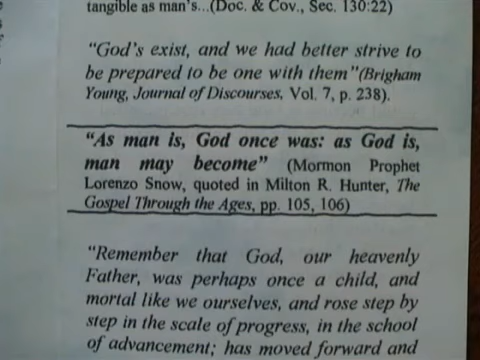 tangible as man's...(Doc. & Cov., Sec. 130:22)
"God's exist, and we had better strive to
be prepared to be one with them"(Brigham
Young, Journal of Discourses, Vol. 7, p. 238).
"As man is, God once was: as God is,
man may become" (Mormon Prophet
Lorenzo Snow, quoted in Milton R. Hunter, The
Gospel Through the Ages, pp. 105, 106)
"Remember that God, our heavenly
Father, was perhaps once a child, and
mortal like we ourselves, and rose step by
step in the scale of progress, in the school
of advancement; has moved forward and